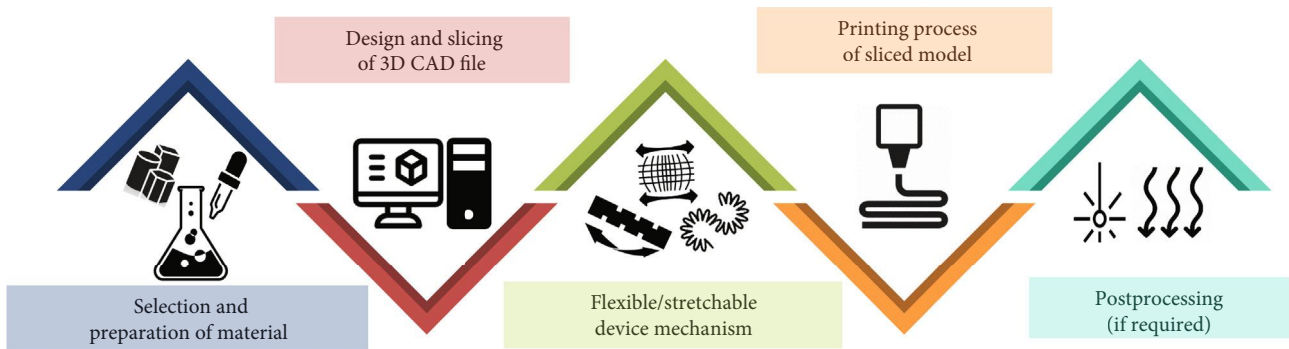 Selection and
preparation of material
Design and slicing
of 3D CAD file
Flexible/stretchable
device mechanism
Printing process
of sliced model
Postprocessing
(if required)